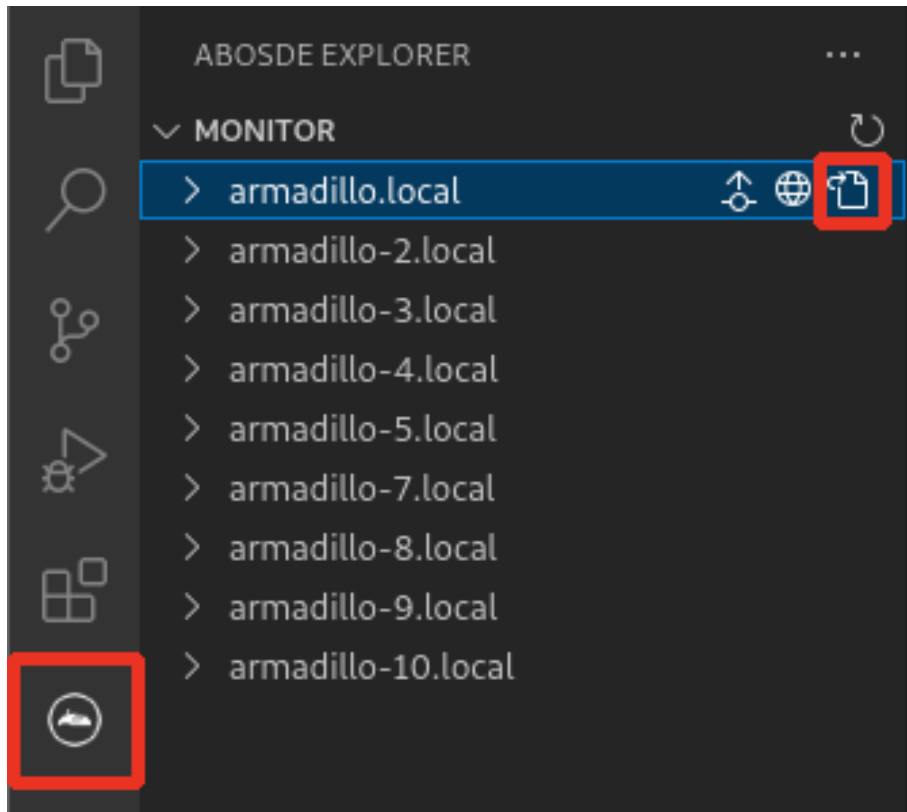 ABOSDE EXPLORER
MONITOR
armadillo.local
armadillo-2.local
armadillo-3.local
armadillo-4.local
armadillo-5.local
armadillo-7.local
armadillo-8.local
armadillo-9.local
armadillo-10.local